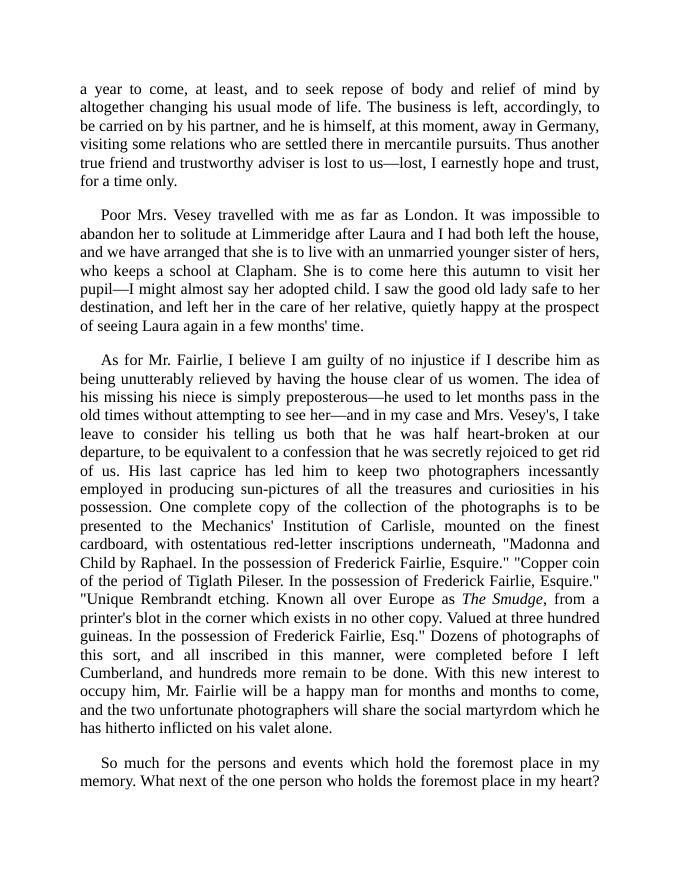 a year to come, at least, and to seek repose of body and relief of mind by
altogether changing his usual mode of life. The business is left, accordingly, to
be carried on by his partner, and he is himself, at this moment, away in Germany,
visiting some relations who are settled there in mercantile pursuits. Thus another
true friend and trustworthy adviser is lost to us—lost, I earnestly hope and trust,
for a time only.
Poor Mrs. Vesey travelled with me as far as London. It was impossible to
abandon her to solitude at Limmeridge after Laura and I had both left the house,
and we have arranged that she is to live with an unmarried younger sister of hers,
who keeps a school at Clapham. She is to come here this autumn to visit her
pupil—I might almost say her adopted child. I saw the good old lady safe to her
destination, and left her in the care of her relative, quietly happy at the prospect
of seeing Laura again in a few months' time.
As for Mr. Fairlie, I believe I am guilty of no injustice if I describe him as
being unutterably relieved by having the house clear of us women. The idea of
his missing his niece is simply preposterous—he used to let months pass in the
old times without attempting to see her—and in my case and Mrs. Vesey's, I take
leave to consider his telling us both that he was half heart-broken at our
departure, to be equivalent to a confession that he was secretly rejoiced to get rid
of us. His last caprice has led him to keep two photographers incessantly
employed in producing sun-pictures of all the treasures and curiosities in his
possession. One complete copy of the collection of the photographs is to be
presented to the Mechanics' Institution of Carlisle, mounted on the finest
cardboard, with ostentatious red-letter inscriptions underneath, "Madonna and
Child by Raphael. In the possession of Frederick Fairlie, Esquire." "Copper coin
of the period of Tiglath Pileser. In the possession of Frederick Fairlie, Esquire."
"Unique Rembrandt etching. Known all over Europe as The Smudge, from a
printer's blot in the corner which exists in no other copy. Valued at three hundred
guineas. In the possession of Frederick Fairlie, Esq." Dozens of photographs of
this sort, and all inscribed in this manner, were completed before I left
Cumberland, and hundreds more remain to be done. With this new interest to
occupy him, Mr. Fairlie will be a happy man for months and months to come,
and the two unfortunate photographers will share the social martyrdom which he
has hitherto inflicted on his valet alone.
So much for the persons and events which hold the foremost place in my
memory. What next of the one person who holds the foremost place in my heart?